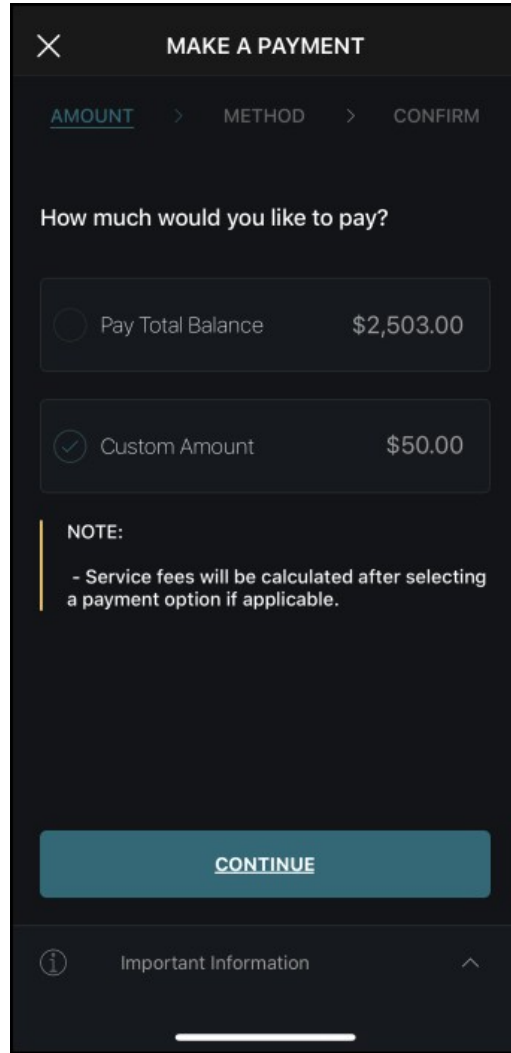 MAKE A PAYMENT
AMOUNT > METHOD > CONFIRM
How much would you like to pay?
Pay Total Balance $2,503.00
Custom Amount $50.00
NOTE:
- Service fees will be calculated after selecting
a payment option if applicable.
CONTINUE
Important Information